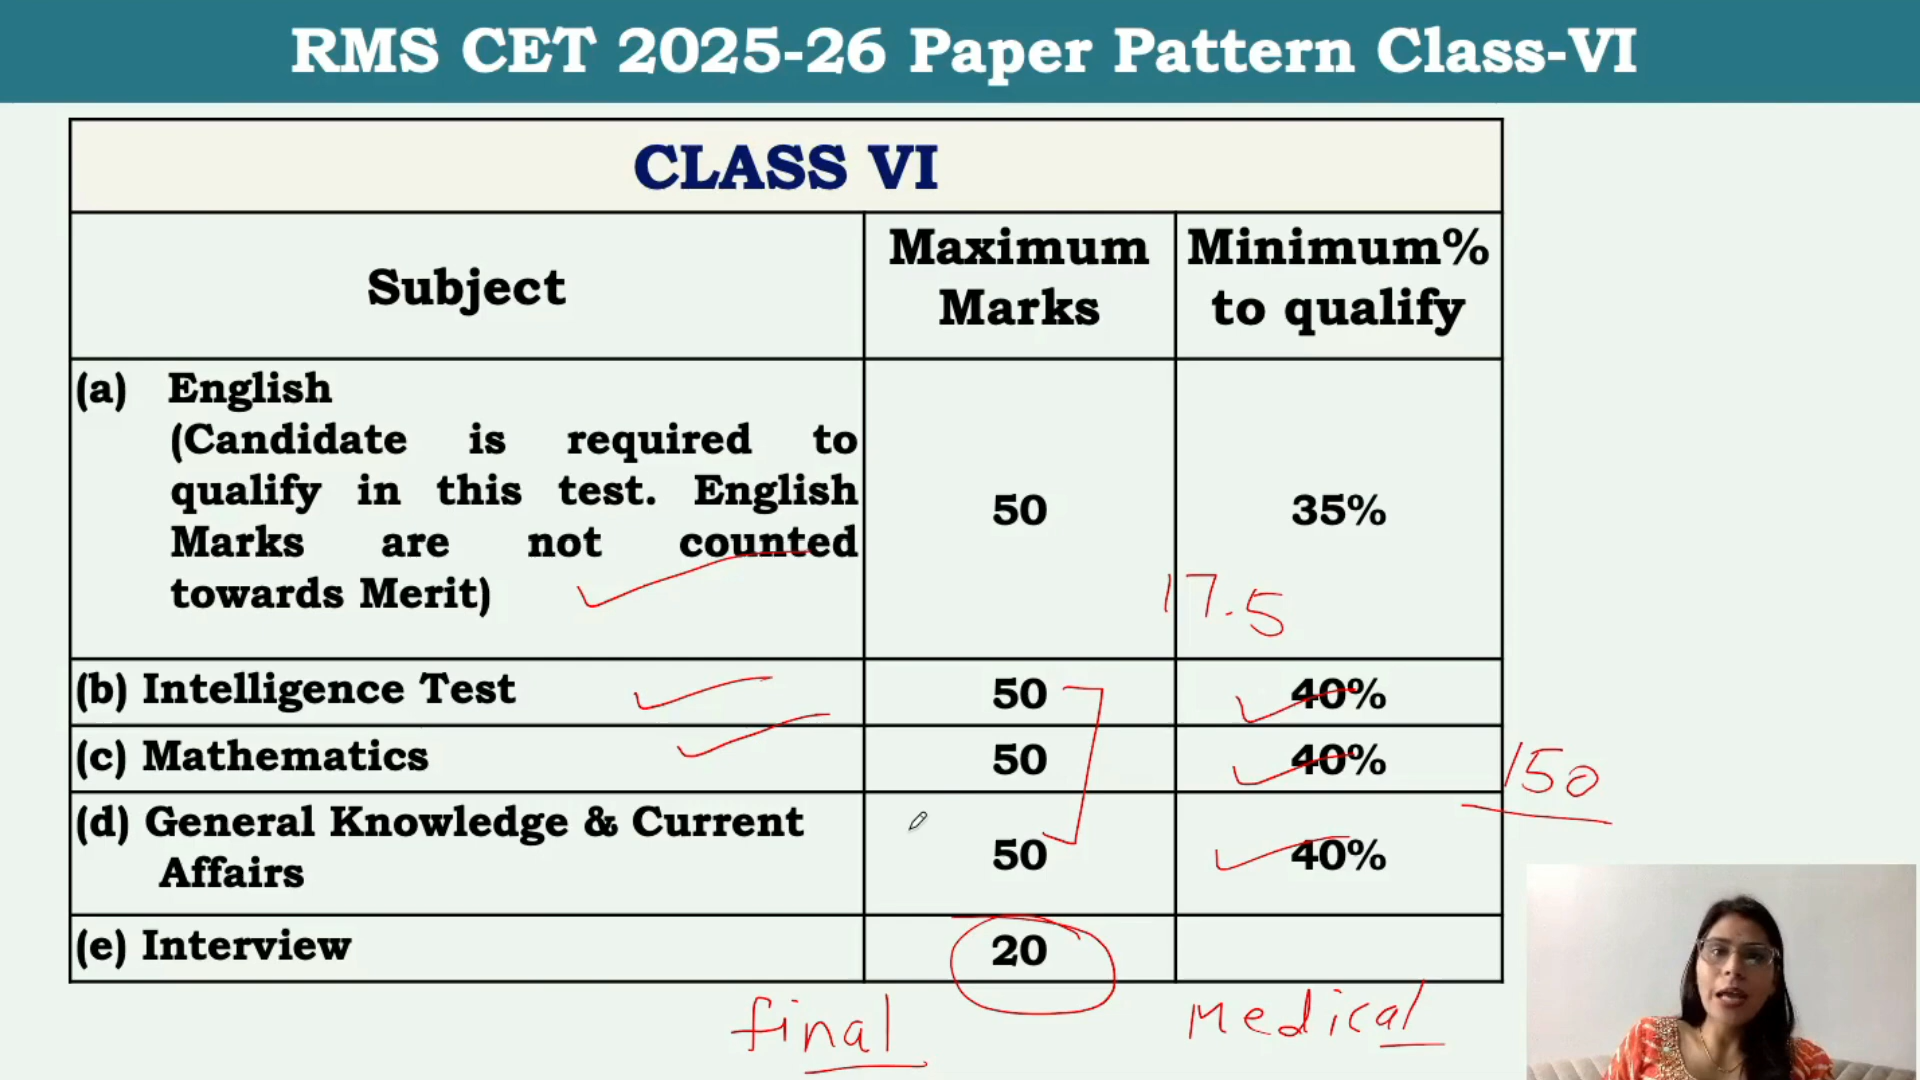 RMS CET 2025-26 Paper Pattern Class-VI
CLASS VI
Subject
Maximum Marks
Minimum% to qualify
(a) English
(Candidate is required to
qualify in this test. English
Marks are not counted
towards Merit)
50
35%
17.5
(b) Intelligence Test
50
40%
(c) Mathematics
50
40%
150
(d) General Knowledge & Current
Affairs
50
40%
(e) Interview
20
final
Medical